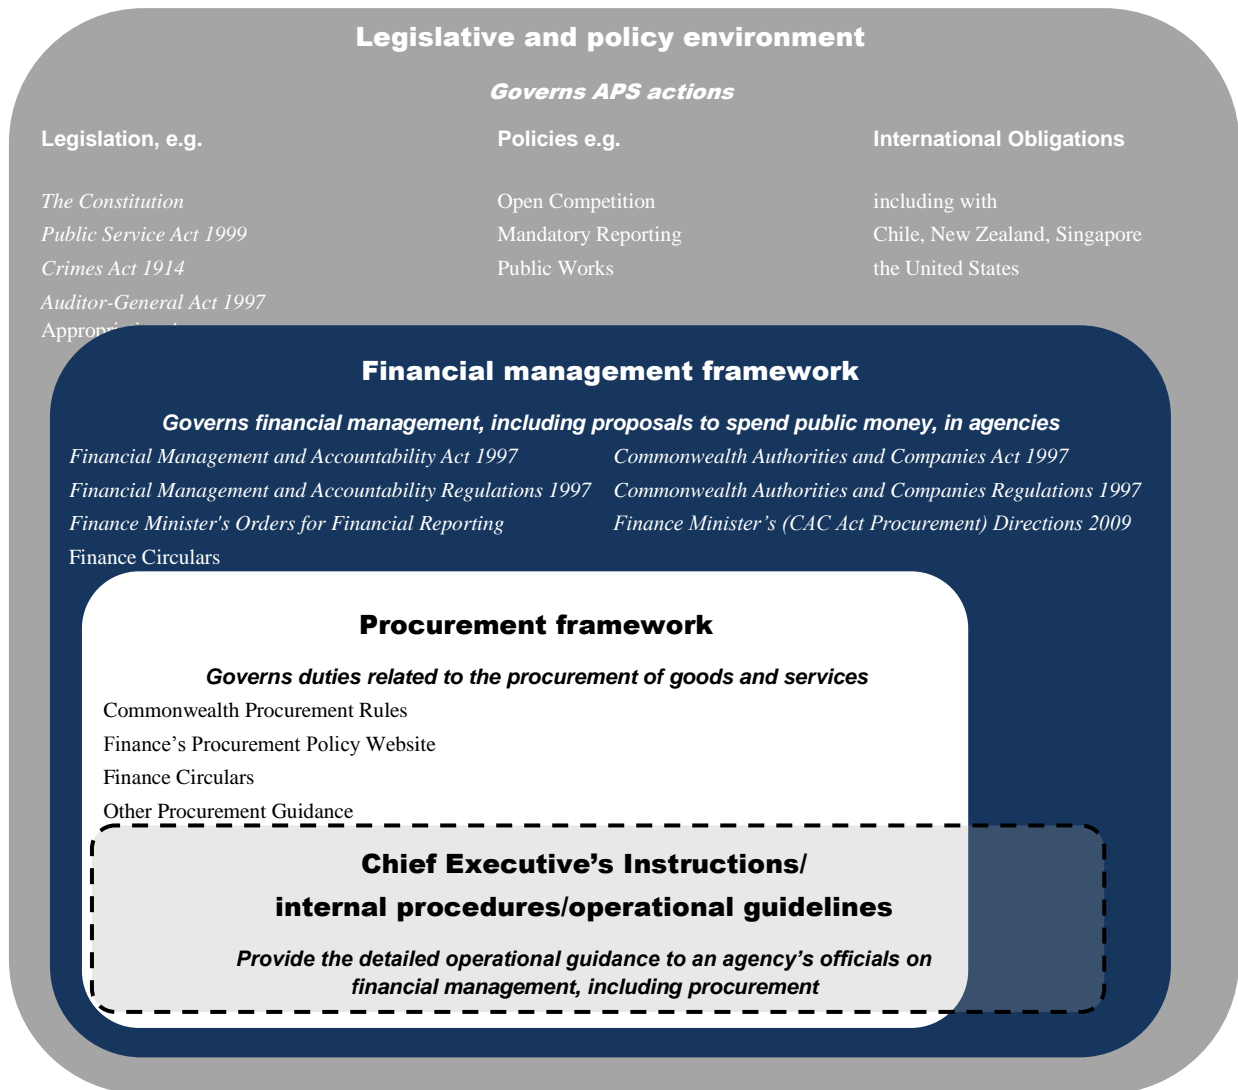 Legislative and policy environment
Governs APS actions
Legislation, e.g.
Policies e.g.
International Obligations
The Constitution
Open Competition
including with
Public Service Act 1999
Mandatory Reporting
Chile, New Zealand, Singapore
Crimes Act 1914
Public Works
the United States
Auditor-General Act 1997
Financial management framework
Governs financial management, including proposals to spend public money, in agencies
Financial Management and Accountability Act 1997
Commonwealth Authorities and Companies Act 1997
Financial Management and Accountability Regulations 1997
Commonwealth Authorities and Companies Regulations 1997
Finance Minister's Orders for Financial Reporting
Finance Minister’s (CAC Act Procurement) Directions 2009
Finance Circulars
Procurement framework
Governs duties related to the procurement of goods and services
Commonwealth Procurement Rules
Finance’s Procurement Policy Website
Finance Circulars
Other Procurement Guidance
Chief Executive’s Instructions/
internal procedures/operational guidelines
Provide the detailed operational guidance to an agency’s officials on
financial management, including procurement